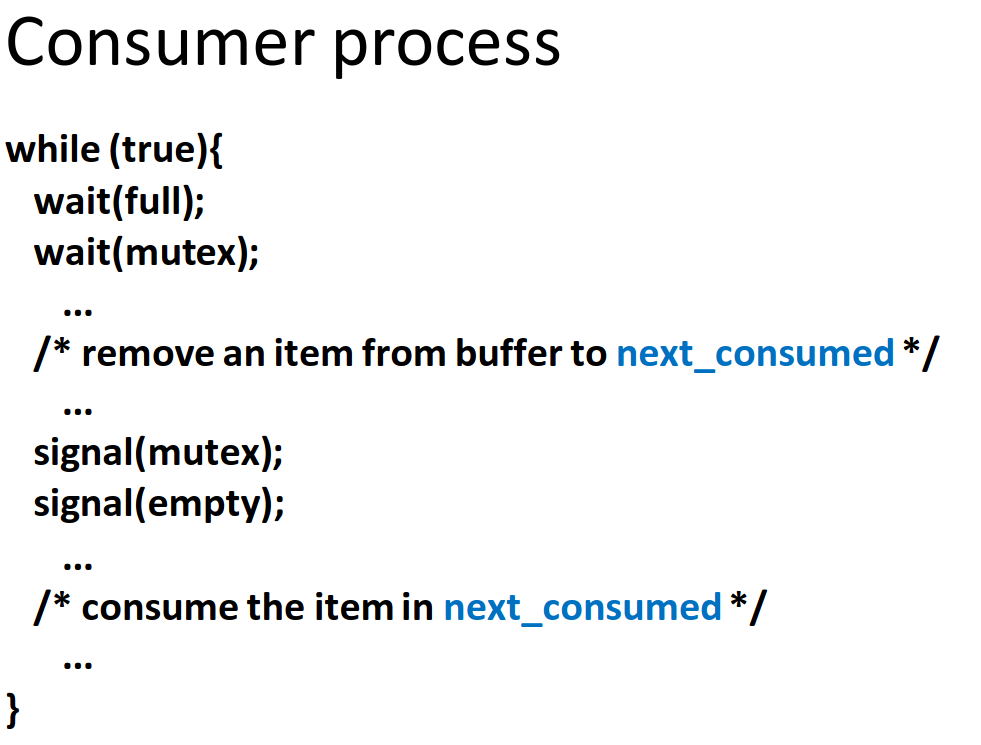 Consumer process
while (true){
wait(full);
wait(mutex);
...
/* remove an item from buffer to next_consumed */
...
signal(mutex);
signal(empty);
...
/* consume the item in next_consumed */
...
}